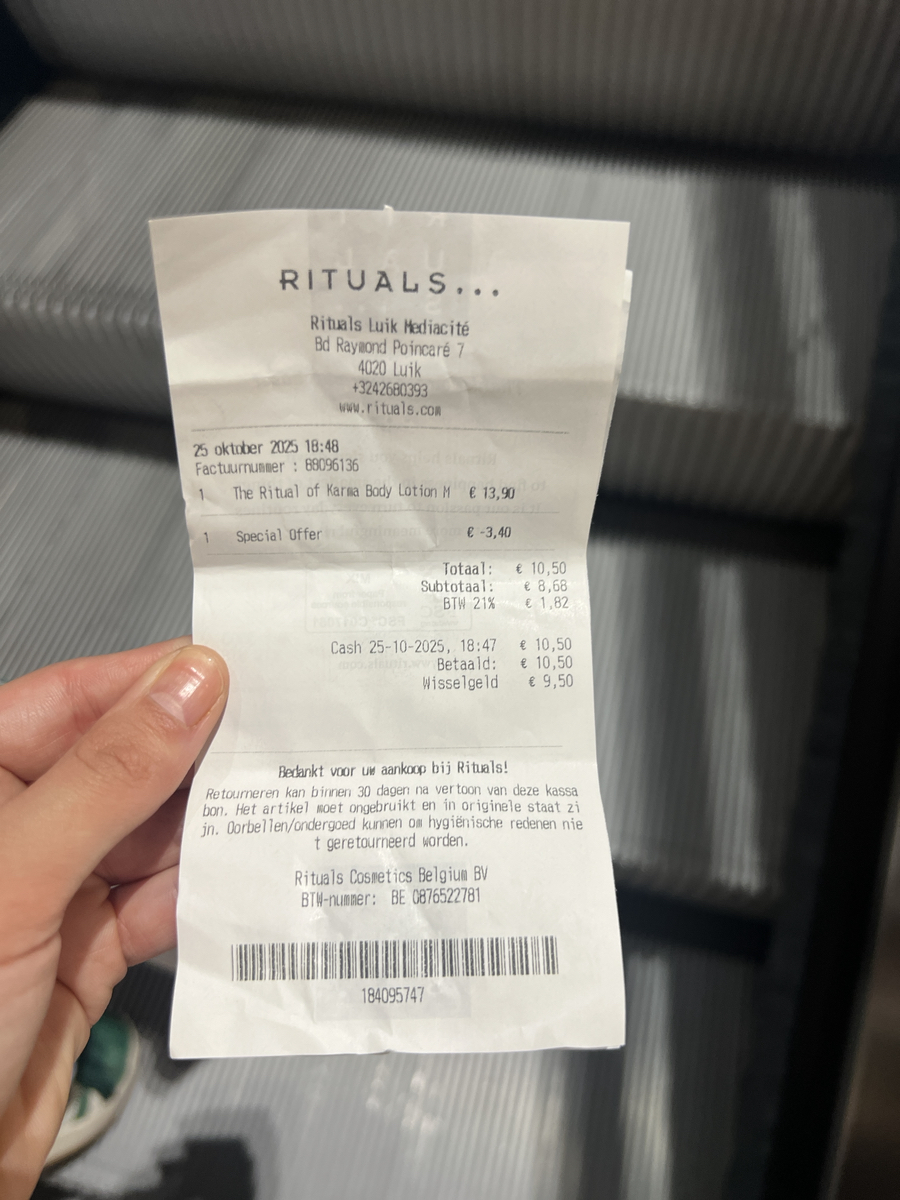 RITUALS...
Rituals Luik Mediacité
Bd Raymond Poincaré 7
4020 Luik
+3242680393
www.rituals.com
25 oktober 2025 18:48
Factuurnummer : 88096136
1 The Ritual of Karma Body Lotion M € 13,90
1 Special Offer € -3,40
Totaal: € 10,50
Subtotaal: € 8,68
BTW 21% € 1,82
Cash 25-10-2025, 18:47 € 10,50
Betaald: € 10,50
Wisselgeld € 9,50
Bedankt voor uw aankoop bij Rituals!
Retourneren kan binnen 30 dagen na vertoon van deze kassa
bon. Het artikel moet ongebruikt en in originele staat zi
jn. Oorbellen/ondergoed kunnen om hygiënische redenen nie
t geretourneerd worden.
Rituals Cosmetics Belgium BV
BTW-nummer: BE 0876522781
184095747